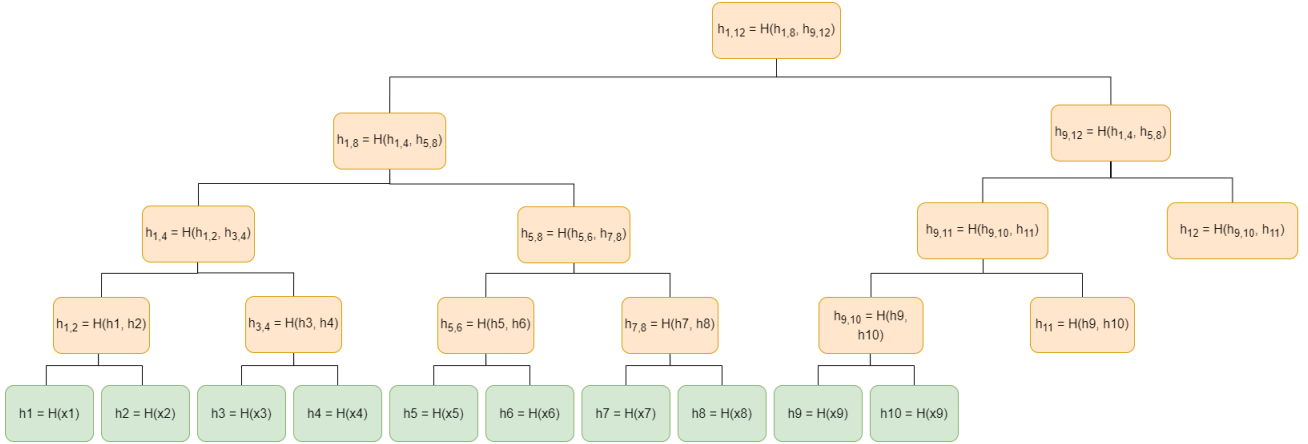 h1,12 = H(h1,8, h9,12)
h1,8 = H(h1,4, h5,8)
h9,12 = H(h1,4, h5,8)
h1,4 = H(h1,2, h3,4)
h5,8 = H(h5,6, h7,8)
h9,11 = H(h9,10, h11)
h12 = H(h9,10, h11)
h1,2 = H(h1, h2)
h3,4 = H(h3, h4)
h5,6 = H(h5, h6)
h7,8 = H(h7, h8)
h9,10 = H(h9,
h10)
h11 = H(h9, h10)
h1 = H(x1)
h2 = H(x2)
h3 = H(x3)
h4 = H(x4)
h5 = H(x5)
h6 = H(x6)
h7 = H(x7)
h8 = H(x8)
h9 = H(x9)
h10 = H(x9)